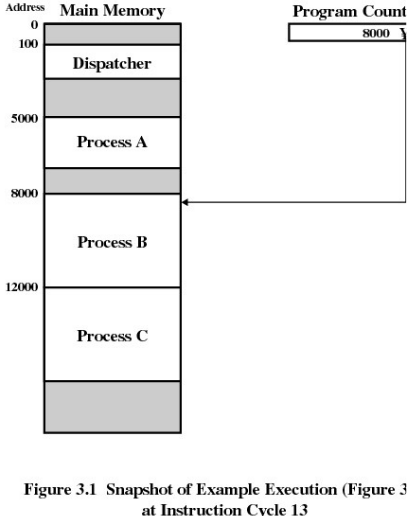 Address Main Memory Program Count
0
8000
100
Dispatcher
5000
Process A
8000
Process B
12000
Process C
Figure 3.1 Snapshot of Example Execution (Figure 3
at Instruction Cycle 13